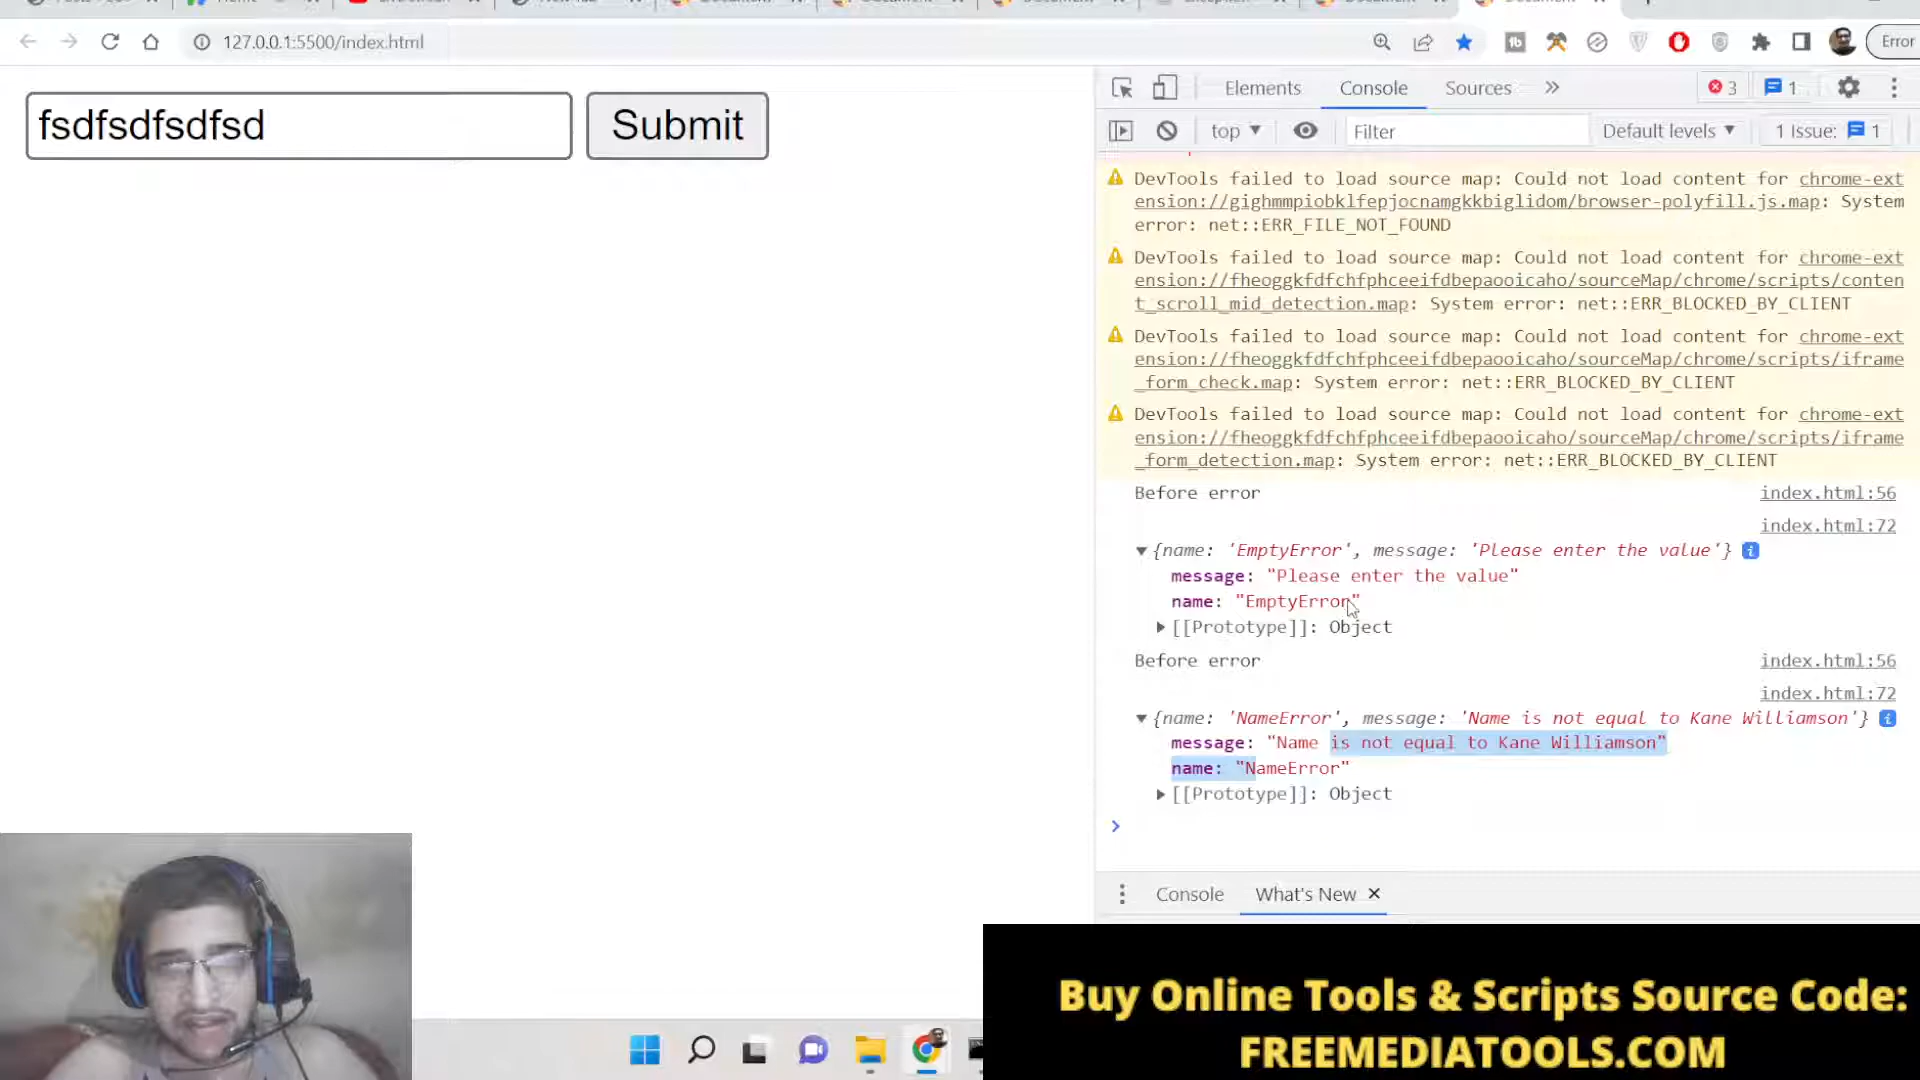 127.0.0.1:5500/index.html
Error
fsdfsdfsdfsd
Submit
Elements
Console
Sources
3
1
top
Filter
Default levels
1 Issue:
1
DevTools failed to load source map: Could not load content for chrome-ext
ension://gighmmpiobklfepjocnamgkkbiglidom/browser-polyfill.js.map: System
error: net::ERR_FILE_NOT_FOUND
DevTools failed to load source map: Could not load content for chrome-ext
ension://fheoggkfdfchfphceeifdbepaooicaho/sourceMap/chrome/scripts/conten
t_scroll_mid_detection.map: System error: net::ERR_BLOCKED_BY_CLIENT
DevTools failed to load source map: Could not load content for chrome-ext
ension://fheoggkfdfchfphceeifdbepaooicaho/sourceMap/chrome/scripts/iframe
_form_check.map: System error: net::ERR_BLOCKED_BY_CLIENT
DevTools failed to load source map: Could not load content for chrome-ext
ension://fheoggkfdfchfphceeifdbepaooicaho/sourceMap/chrome/scripts/iframe
_form_detection.map: System error: net::ERR_BLOCKED_BY_CLIENT
Before error index.html:56
index.html:72
{name: 'EmptyError', message: 'Please enter the value'}
message: "Please enter the value"
name: "EmptyError"
[[Prototype]]: Object
Before error index.html:56
index.html:72
{name: 'NameError', message: 'Name is not equal to Kane Williamson'}
message: "Name is not equal to Kane Williamson"
name: "NameError"
[[Prototype]]: Object
Console
What's New
Buy Online Tools & Scripts Source Code:
FREEMEDIATOOLS.COM